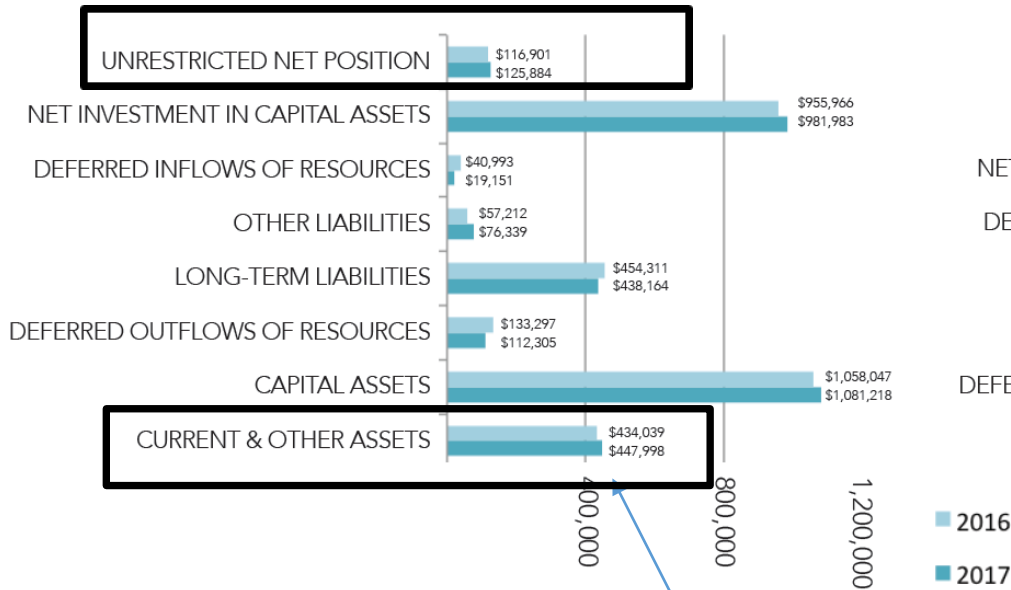 UNRESTRICTED NET POSITION
$116,901
$125,884
NET INVESTMENT IN CAPITAL ASSETS
$955,966
$981,983
DEFERRED INFLOWS OF RESOURCES
$40,993
$19,151
NET
OTHER LIABILITIES
$57,212
$76,339
DE
LONG-TERM LIABILITIES
$454,311
$438,164
DEFERRED OUTFLOWS OF RESOURCES
$133,297
$112,305
CAPITAL ASSETS
$1,058,047
$1,081,218
DEFE
CURRENT & OTHER ASSETS
$434,039
$447,998
400,000
800,000
1,200,000
2016
2017